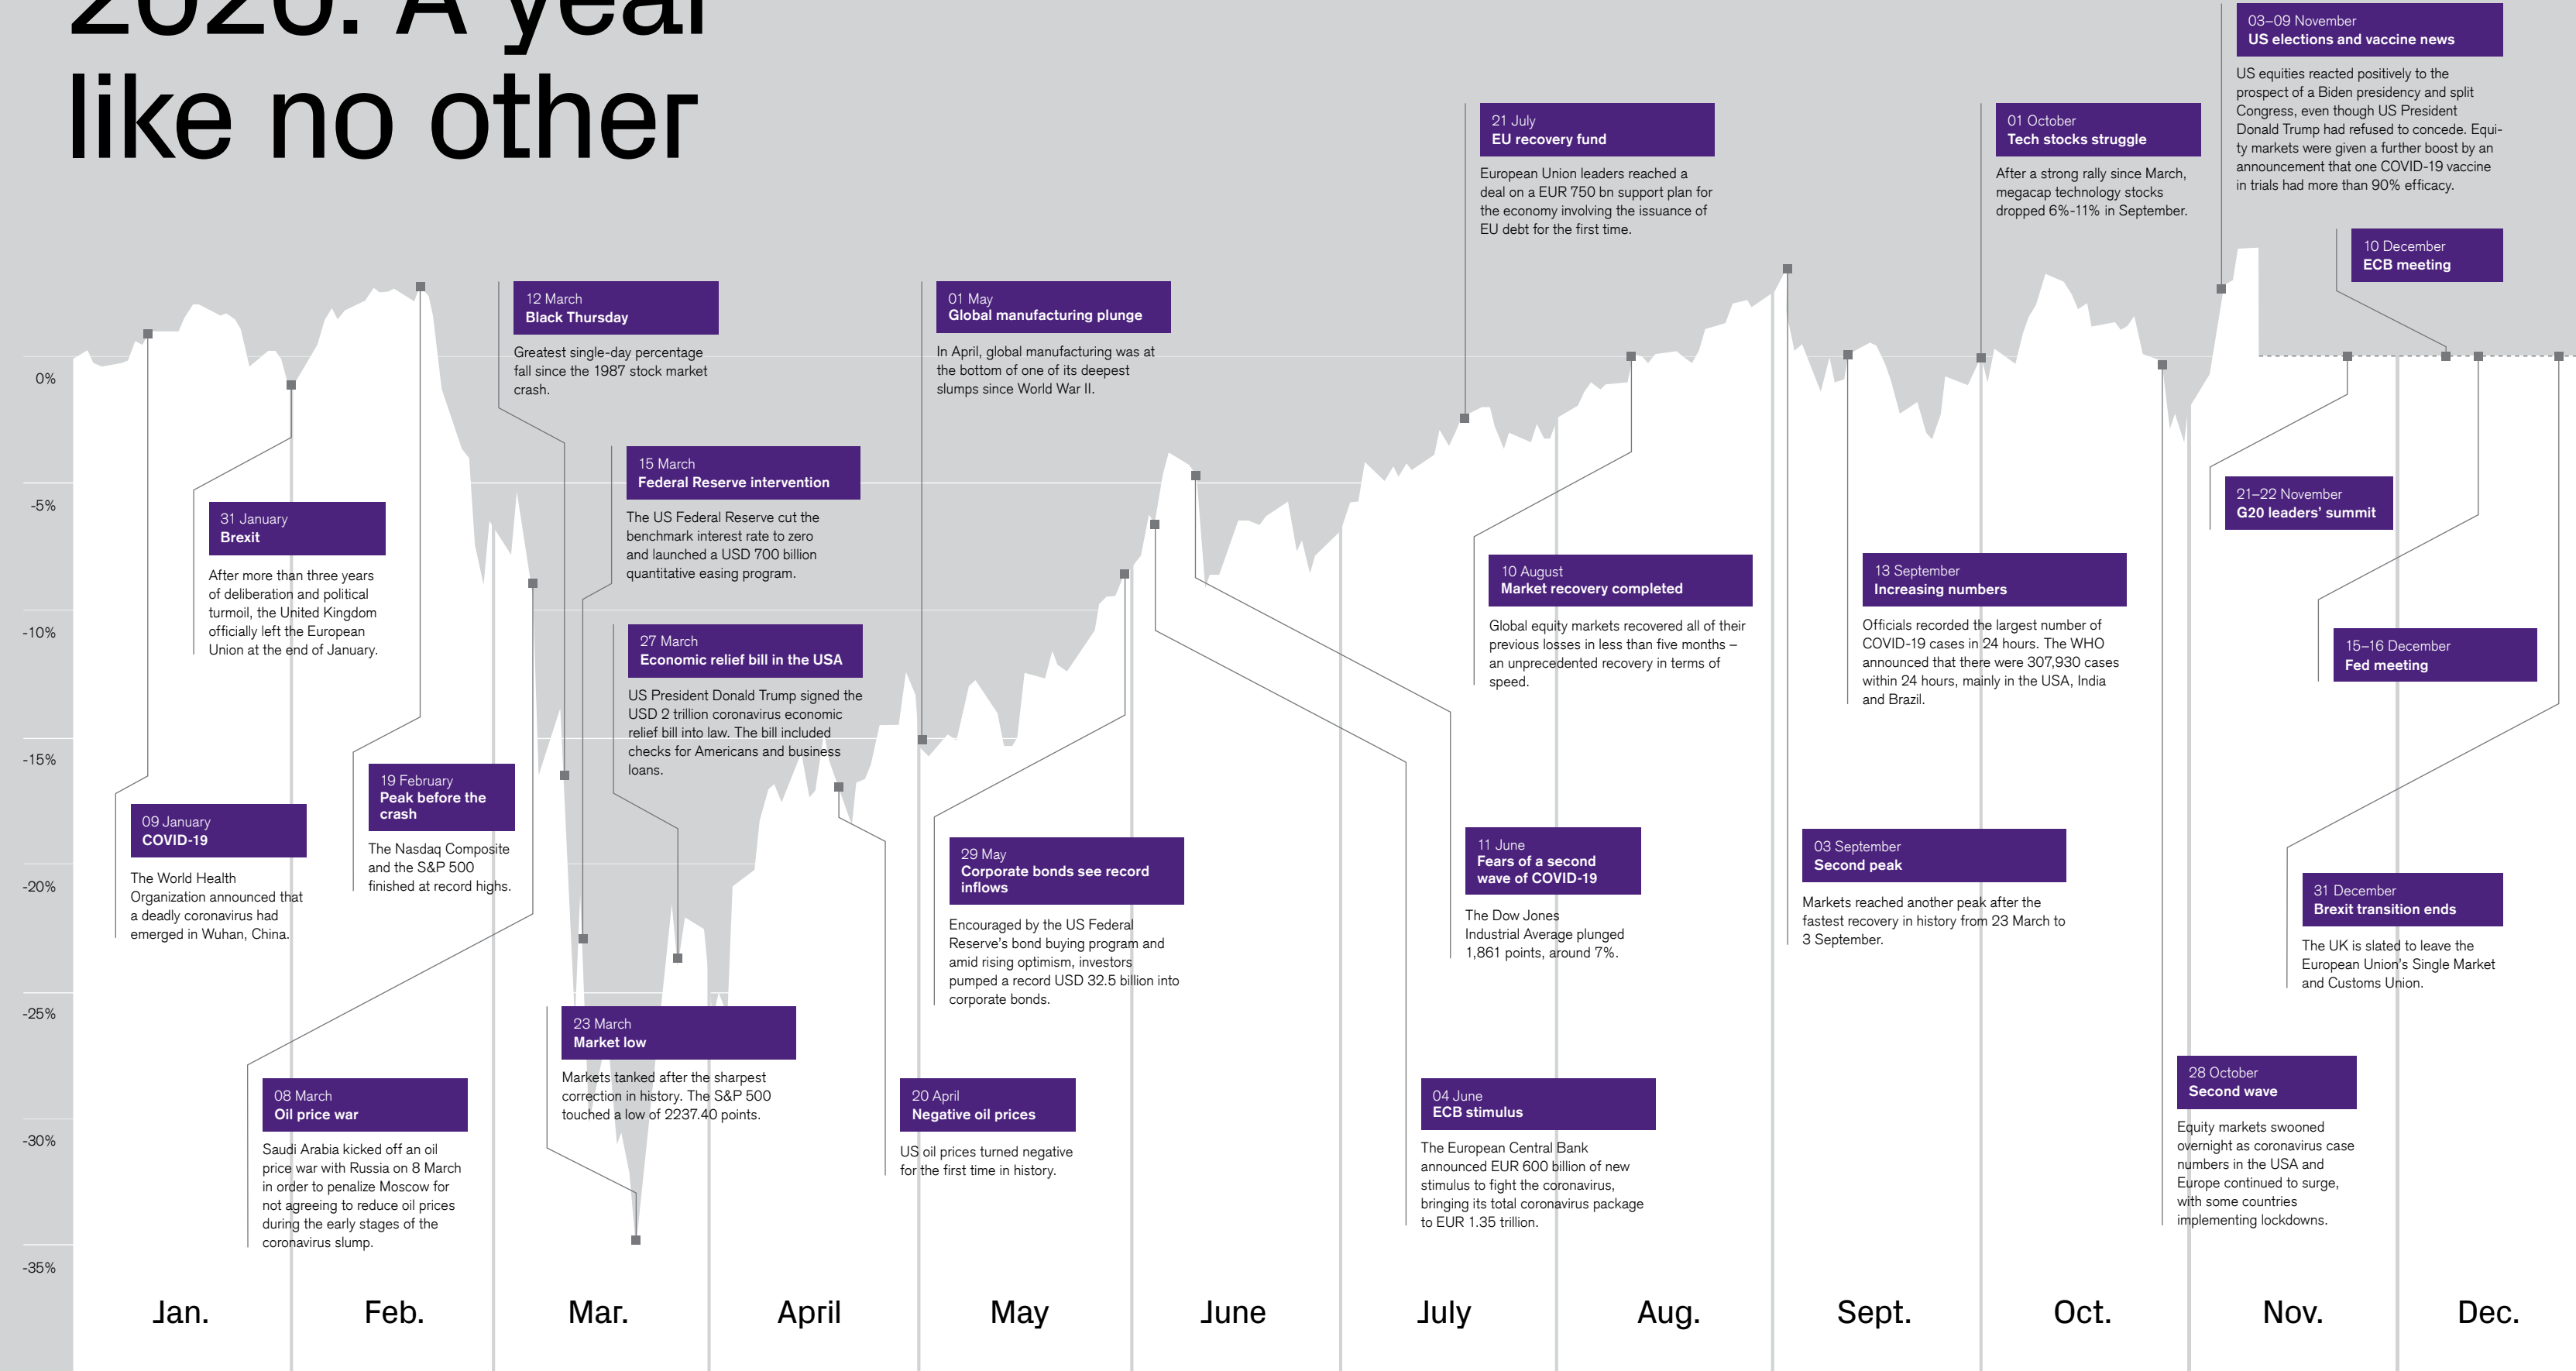 2020: A year
like no other
03–09 November
US elections and vaccine news
US equities reacted positively to the
prospect of a Biden presidency and split
Congress, even though US President
Donald Trump had refused to concede. Equi-
ty markets were given a further boost by an
announcement that one COVID-19 vaccine
in trials had more than 90% efficacy.
21 July
EU recovery fund
European Union leaders reached a
deal on a EUR 750 bn support plan for
the economy involving the issuance of
EU debt for the first time.
01 October
Tech stocks struggle
After a strong rally since March,
megacap technology stocks
dropped 6%-11% in September.
10 December
ECB meeting
12 March
Black Thursday
Greatest single-day percentage
fall since the 1987 stock market
crash.
01 May
Global manufacturing plunge
In April, global manufacturing was at
the bottom of one of its deepest
slumps since World War II.
0%
-5%
-10%
-15%
-20%
-25%
-30%
-35%
15 March
Federal Reserve intervention
The US Federal Reserve cut the
benchmark interest rate to zero
and launched a USD 700 billion
quantitative easing program.
31 January
Brexit
After more than three years
of deliberation and political
turmoil, the United Kingdom
officially left the European
Union at the end of January.
21–22 November
G20 leaders’ summit
10 August
Market recovery completed
Global equity markets recovered all of their
previous losses in less than five months –
an unprecedented recovery in terms of
speed.
13 September
Increasing numbers
Officials recorded the largest number of
COVID-19 cases in 24 hours. The WHO
announced that there were 307,930 cases
within 24 hours, mainly in the USA, India
and Brazil.
27 March
Economic relief bill in the USA
US President Donald Trump signed the
USD 2 trillion coronavirus economic
relief bill into law. The bill included
checks for Americans and business
loans.
15–16 December
Fed meeting
19 February
Peak before the
crash
The Nasdaq Composite
and the S&P 500
finished at record highs.
09 January
COVID-19
The World Health
Organization announced that
a deadly coronavirus had
emerged in Wuhan, China.
29 May
Corporate bonds see record
inflows
Encouraged by the US Federal
Reserve’s bond buying program and
amid rising optimism, investors
pumped a record USD 32.5 billion into
corporate bonds.
11 June
Fears of a second
wave of COVID-19
The Dow Jones
Industrial Average plunged
1,861 points, around 7%.
03 September
Second peak
Markets reached another peak after the
fastest recovery in history from 23 March to
3 September.
31 December
Brexit transition ends
The UK is slated to leave the
European Union’s Single Market
and Customs Union.
23 March
Market low
Markets tanked after the sharpest
correction in history. The S&P 500
touched a low of 2237.40 points.
08 March
Oil price war
Saudi Arabia kicked off an oil
price war with Russia on 8 March
in order to penalize Moscow for
not agreeing to reduce oil prices
during the early stages of the
coronavirus slump.
20 April
Negative oil prices
US oil prices turned negative
for the first time in history.
04 June
ECB stimulus
The European Central Bank
announced EUR 600 billion of new
stimulus to fight the coronavirus,
bringing its total coronavirus package
to EUR 1.35 trillion.
28 October
Second wave
Equity markets swooned
overnight as coronavirus case
numbers in the USA and
Europe continued to surge,
with some countries
implementing lockdowns.
Jan.
Feb.
Mar.
April
May
June
July
Aug.
Sept.
Oct.
Nov.
Dec.